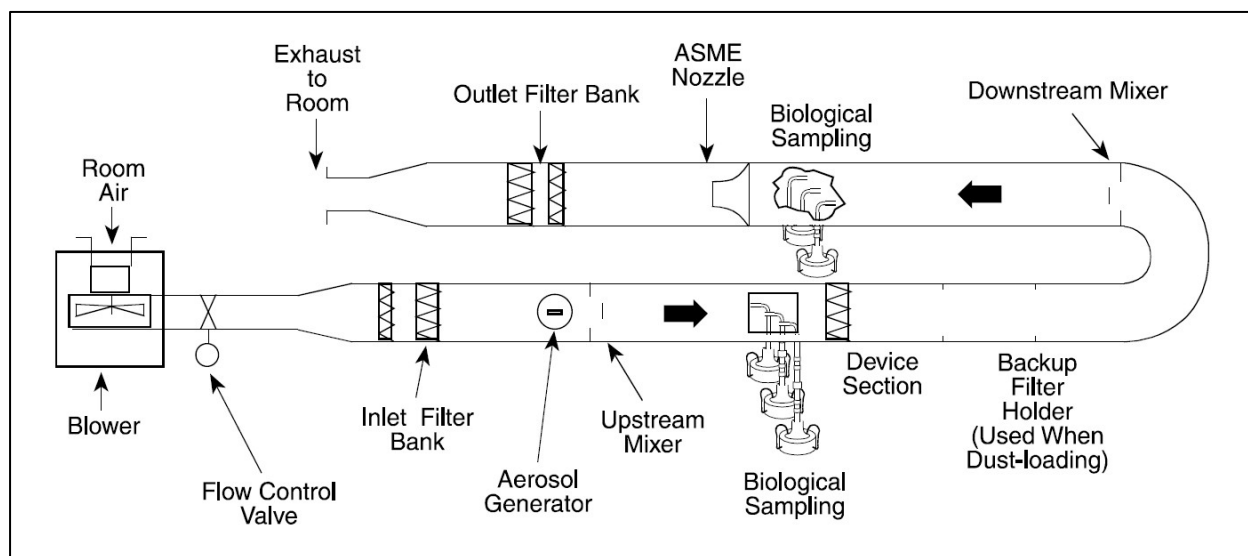 Exhaust
to
Room
Outlet Filter Bank
ASME
Nozzle
Biological
Sampling
Downstream Mixer
Room
Air
Blower
Flow Control
Valve
Inlet Filter
Bank
Aerosol
Generator
Upstream
Mixer
Biological
Sampling
Device
Section
Backup
Filter
Holder
(Used When
Dust-loading)